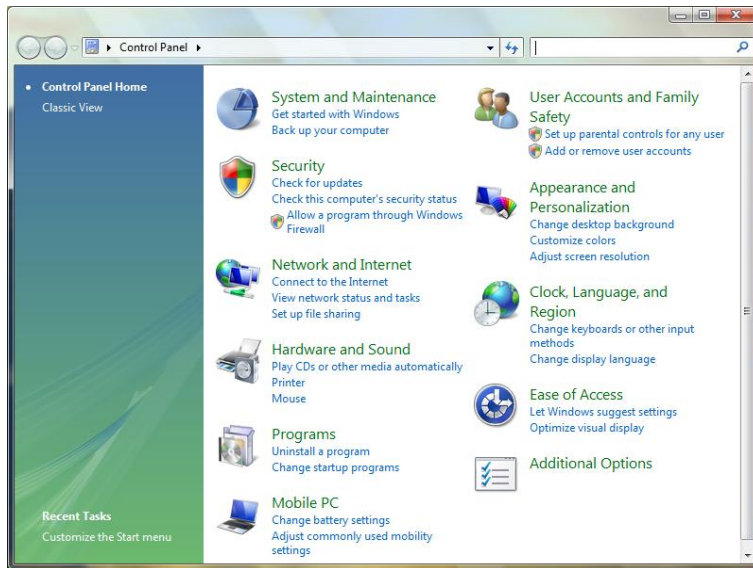 Control Panel
Control Panel Home
Classic View
Recent Tasks
Customize the Start menu
System and Maintenance
Get started with Windows
Back up your computer
Security
Check for updates
Check this computer's security status
Allow a program through Windows
Firewall
Network and Internet
Connect to the Internet
View network status and tasks
Set up file sharing
Hardware and Sound
Play CDs or other media automatically
Printer
Mouse
Programs
Uninstall a program
Change startup programs
Mobile PC
Change battery settings
Adjust commonly used mobility
settings
User Accounts and Family
Safety
Set up parental controls for any user
Add or remove user accounts
Appearance and
Personalization
Change desktop background
Customize colors
Adjust screen resolution
Clock, Language, and
Region
Change keyboards or other input
methods
Change display language
Ease of Access
Let Windows suggest settings
Optimize visual display
Additional Options